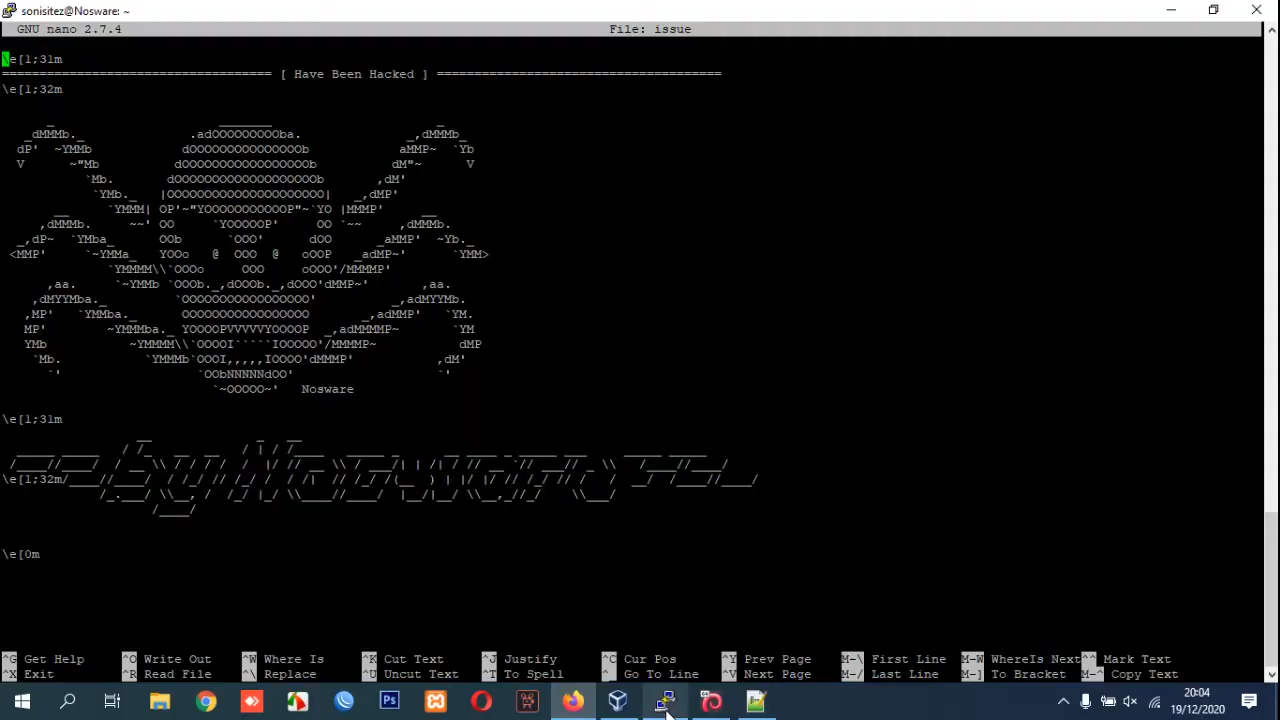 sonisitez@Nosware: ~
GNU nano 2.7.4 File: issue
\e[1;31m
==================================== [ Have Been Hacked ] ======================================
\e[1;32m
Nosware
\e[1;31m
== by Nosware ==
\e[1;32m
\e[0m
^G Get Help ^O Write Out ^W Where Is ^K Cut Text ^J Justify ^C Cur Pos ^Y Prev Page M-\ First Line M-W WhereIs Next ^^ Mark Text
^X Exit ^R Read File ^\ Replace ^U Uncut Text ^T To Spell ^_ Go To Line ^V Next Page M-/ Last Line M-] To Bracket M-^ Copy Text
20:04
19/12/2020